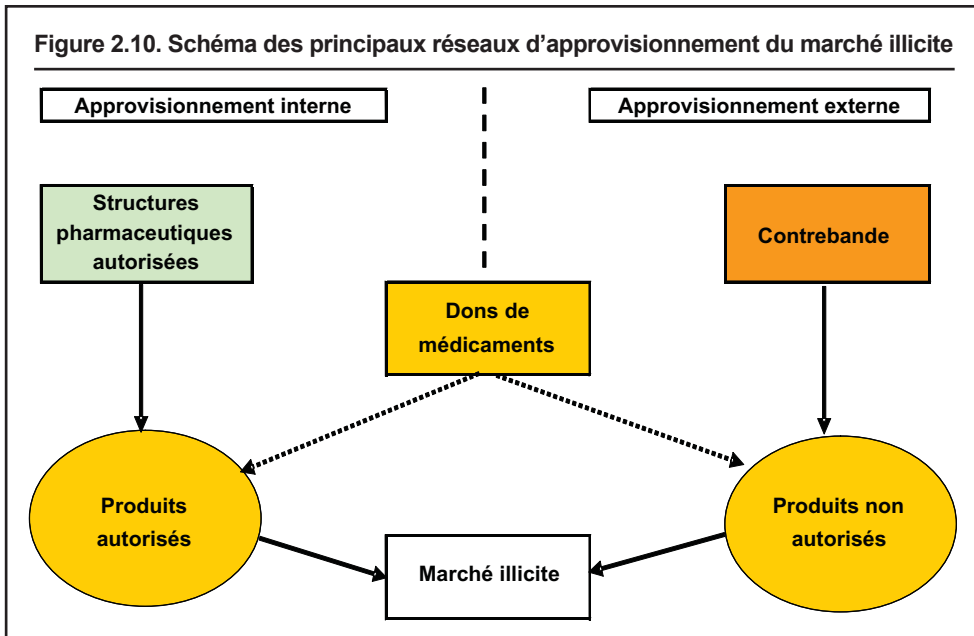 Figure 2.10. Schéma des principaux réseaux d’approvisionnement du marché illicite
Approvisionnement interne
Approvisionnement externe
Structures
pharmaceutiques
autorisées
Contrebande
Dons de
médicaments
Produits
autorisés
Produits non
autorisés
Marché illicite